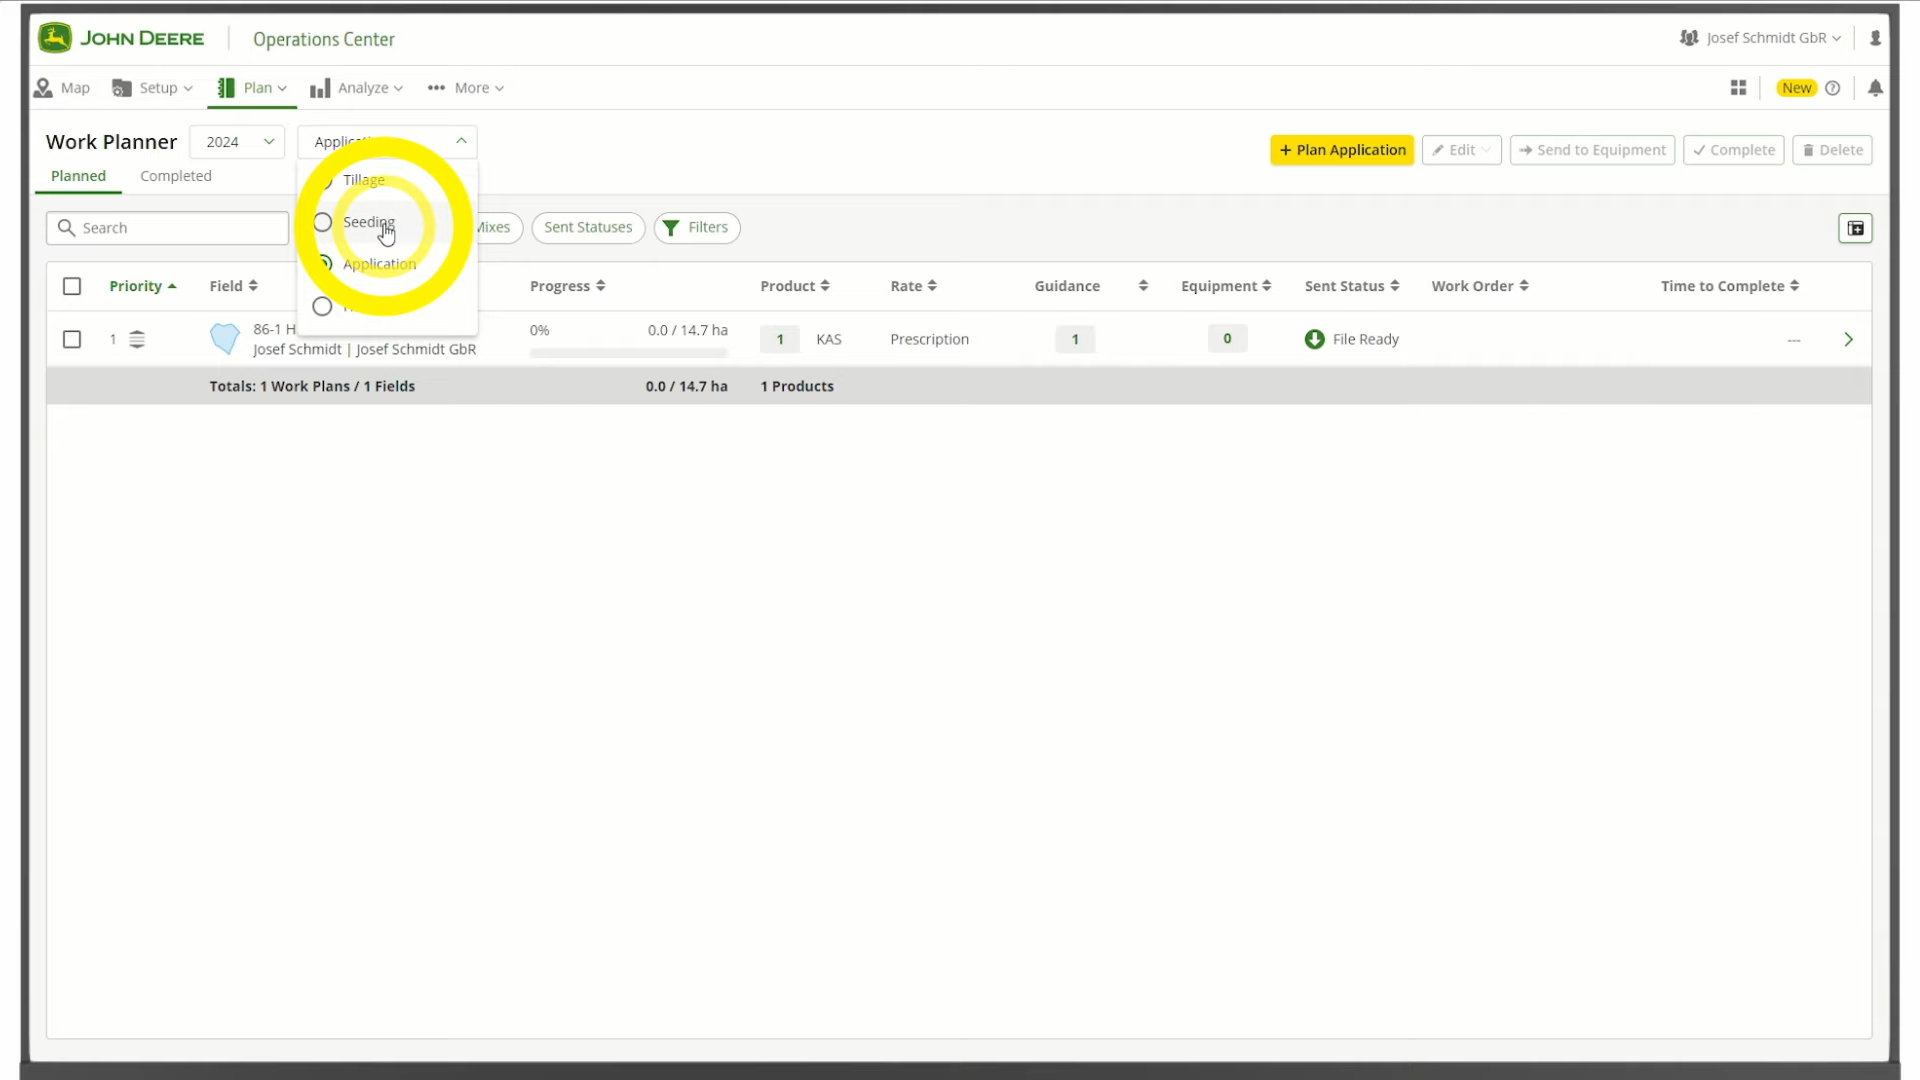 JOHN DEERE
Operations Center
Josef Schmidt GbR
Map
Setup
Plan
Analyze
More
New
Work Planner
2024
+ Plan Application
Edit
Send to Equipment
Complete
Delete
Planned
Completed
Tillage
Seeding
Application
Search
Mixes
Sent Statuses
Filters
Priority
Field
Progress
Product
Rate
Guidance
Equipment
Sent Status
Work Order
Time to Complete
1
86-1 H
0%
0.0 / 14.7 ha
1
KAS
Prescription
1
0
File Ready
---
Josef Schmidt | Josef Schmidt GbR
Totals: 1 Work Plans / 1 Fields
0.0 / 14.7 ha
1 Products